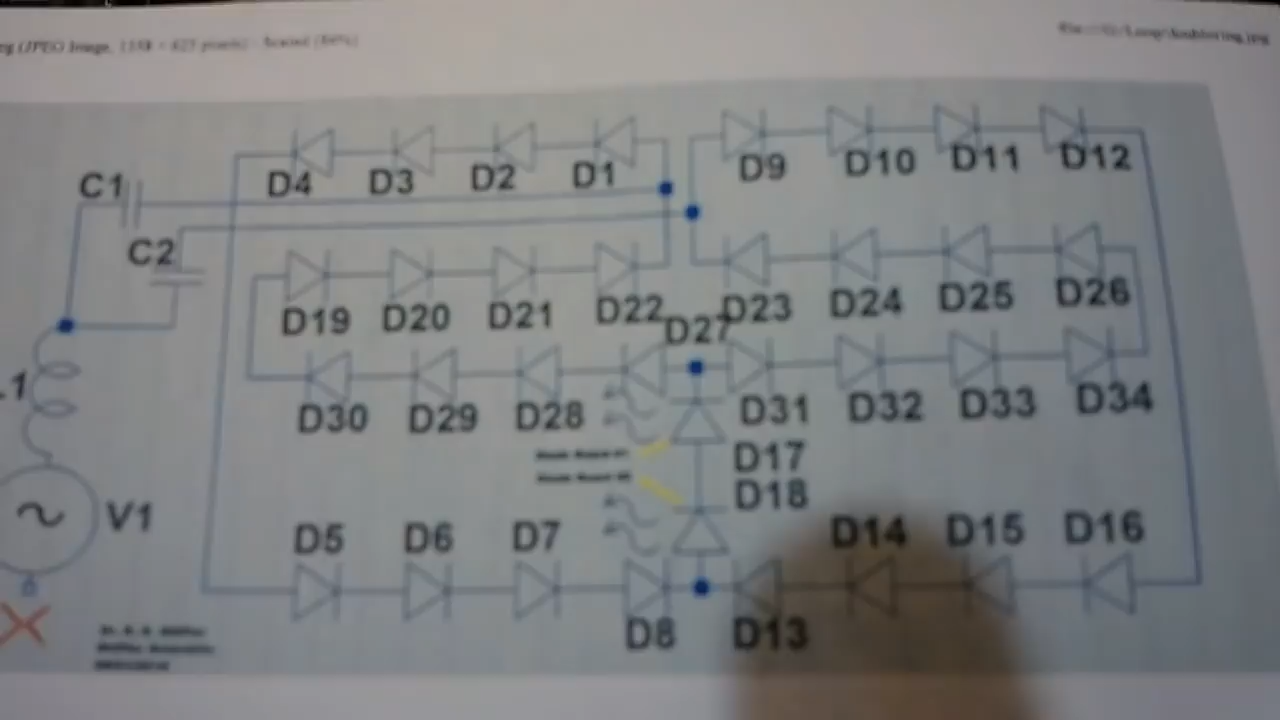 D4 D3 D2 D1 D9 D10 D11 D12
C1
C2
D19 D20 D21 D22 D23 D24 D25 D26
D27
D30 D29 D28 D31 D32 D33 D34
D17
D18
V1
D5 D6 D7 D14 D15 D16
D8 D13